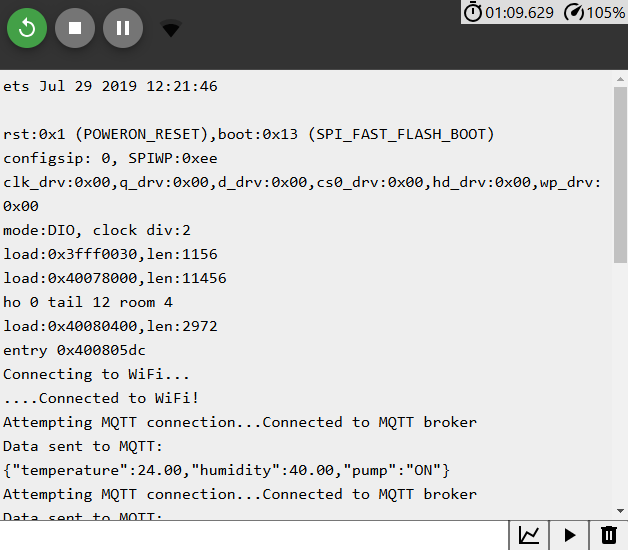 01:09.629 105%
ets Jul 29 2019 12:21:46
rst:0x1 (POWERON_RESET),boot:0x13 (SPI_FAST_FLASH_BOOT)
configsip: 0, SPIWP:0xee
clk_drv:0x00,q_drv:0x00,d_drv:0x00,cs0_drv:0x00,hd_drv:0x00,wp_drv:
0x00
mode:DIO, clock div:2
load:0x3fff0030,len:1156
load:0x40078000,len:11456
ho 0 tail 12 room 4
load:0x40080400,len:2972
entry 0x400805dc
Connecting to WiFi...
....Connected to WiFi!
Attempting MQTT connection...Connected to MQTT broker
Data sent to MQTT:
{"temperature":24.00,"humidity":40.00,"pump":"ON"}
Attempting MQTT connection...Connected to MQTT broker
Data sent to MQTT: